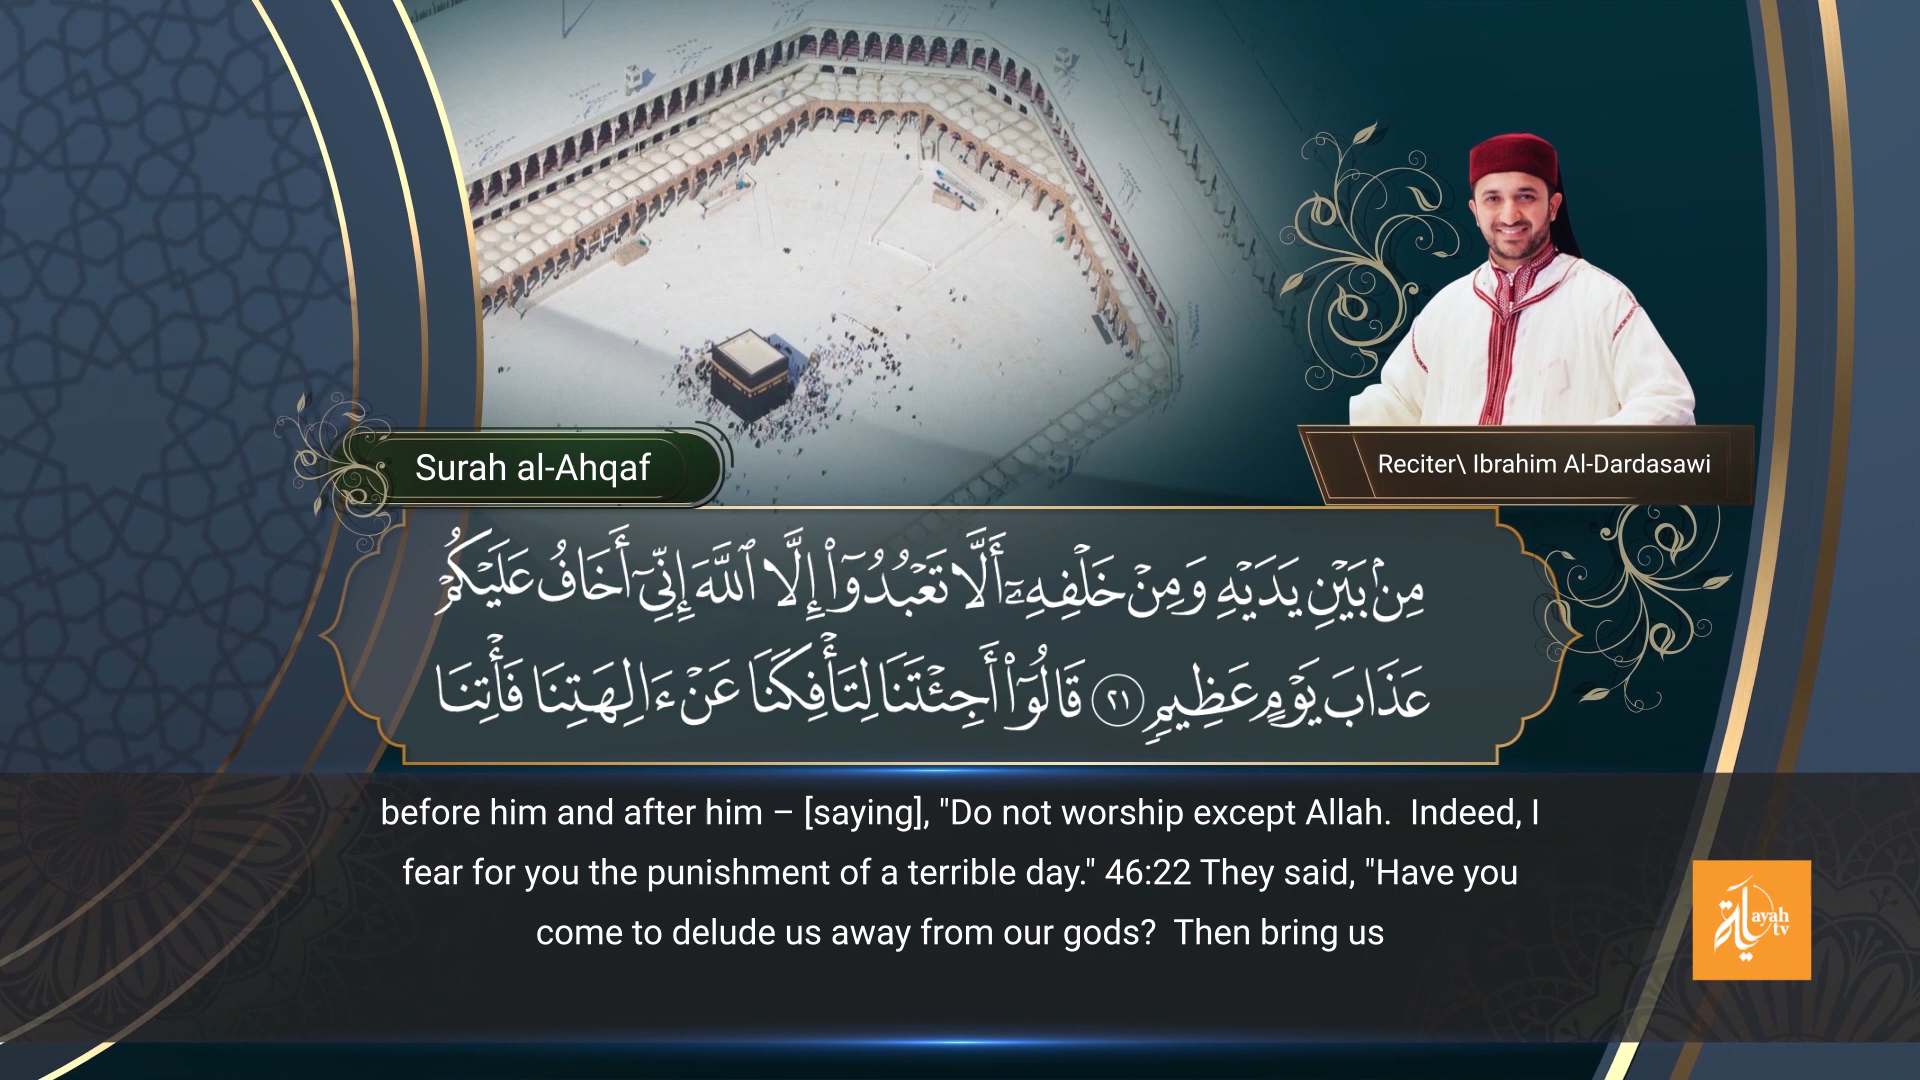 Surah al-Ahqaf
Reciter\ Ibrahim Al-Dardasawi
مِنۢ بَيْنِ يَدَيْهِ وَمِنْ خَلْفِهِۦٓ أَلَّا تَعْبُدُوٓا۟ إِلَّا ٱللَّهَ إِنِّىٓ أَخَافُ عَلَيْكُمْ
عَذَابَ يَوْمٍ عَظِيمٍ ٢١ قَالُوٓا۟ أَجِئْتَنَا لِتَأْفِكَنَا عَنْ ءَالِهَتِنَا فَأْتِنَا
before him and after him – [saying], "Do not worship except Allah.  Indeed, I
fear for you the punishment of a terrible day." 46:22 They said, "Have you
come to delude us away from our gods?  Then bring us
آية
ayah
tv